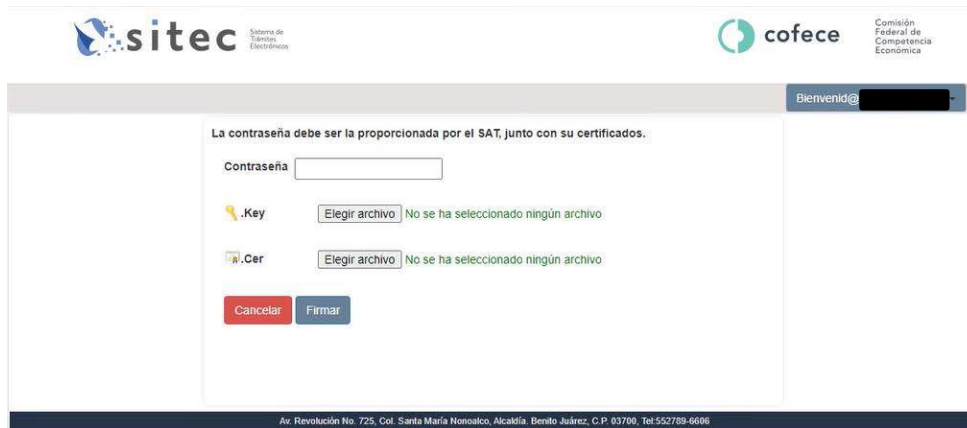 sitec
Sistema de
Trámites
Electrónicos
cofece
Comisión
Federal de
Competencia
Económica
Bienvenid@
La contraseña debe ser la proporcionada por el SAT, junto con su certificados.
Contraseña
.Key Elegir archivo No se ha seleccionado ningún archivo
.Cer Elegir archivo No se ha seleccionado ningún archivo
Cancelar Firmar
Av. Revolución No. 725, Col. Santa María Nonoalco, Alcaldía. Benito Juárez, C.P. 03700, Tel:552789-6606